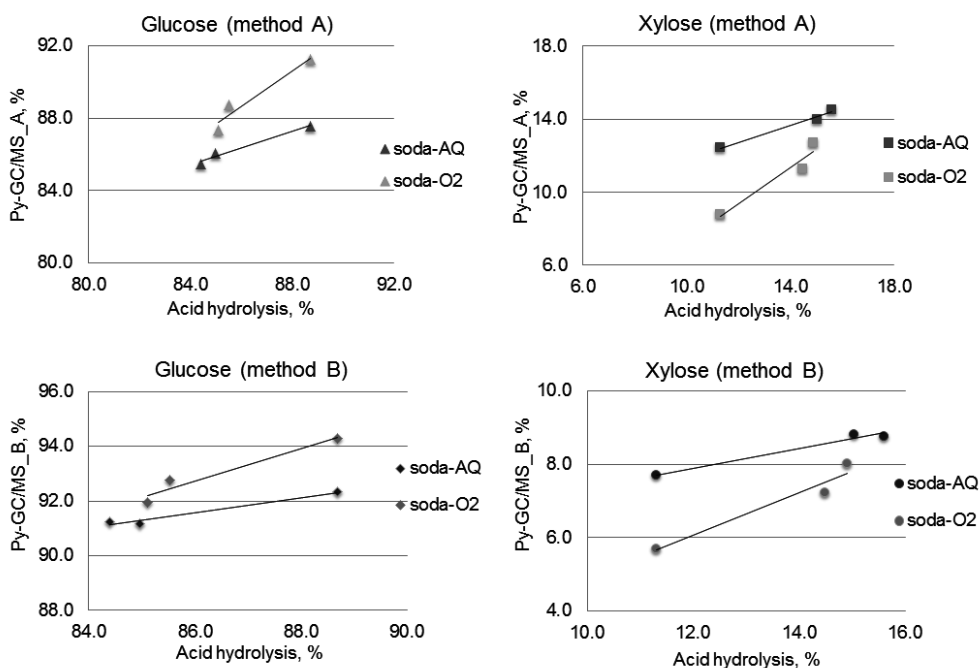 Glucose (method A)
92.0
88.0
84.0
80.0
80.0 84.0 88.0 92.0
Py-GC/MS_A, %
Acid hydrolysis, %
soda-AQ
soda-O2
Xylose (method A)
18.0
14.0
10.0
6.0
6.0 10.0 14.0 18.0
Py-GC/MS_A, %
Acid hydrolysis, %
soda-AQ
soda-O2
Glucose (method B)
96.0
94.0
92.0
90.0
88.0
84.0 86.0 88.0 90.0
Py-GC/MS_B, %
Acid hydrolysis, %
soda-AQ
soda-O2
Xylose (method B)
10.0
8.0
6.0
4.0
10.0 12.0 14.0 16.0
Py-GC/MS_B, %
Acid hydrolysis, %
soda-AQ
soda-O2